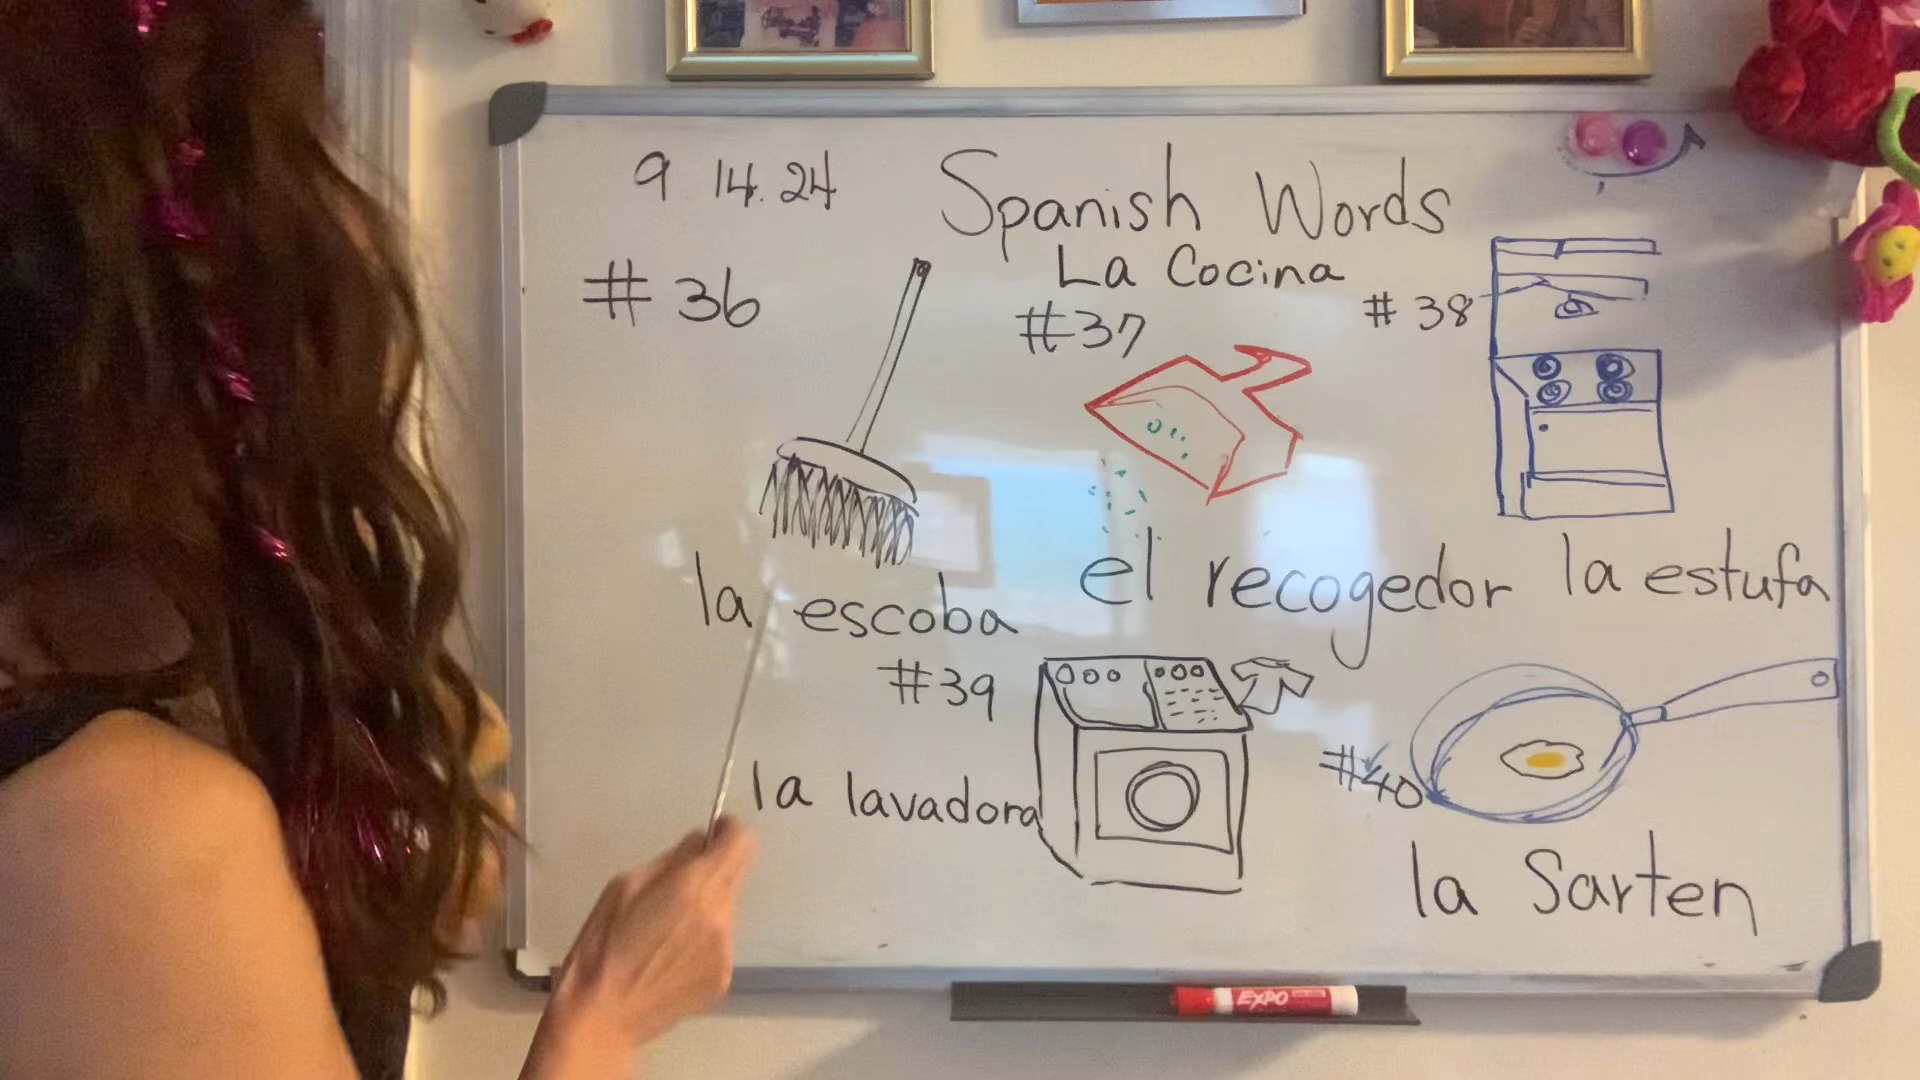 9.14.24 Spanish Words
La Cocina
#36
#37
#38
la escoba
el recogedor
la estufa
#39
la lavadora
#40
la Sarten
EXPO